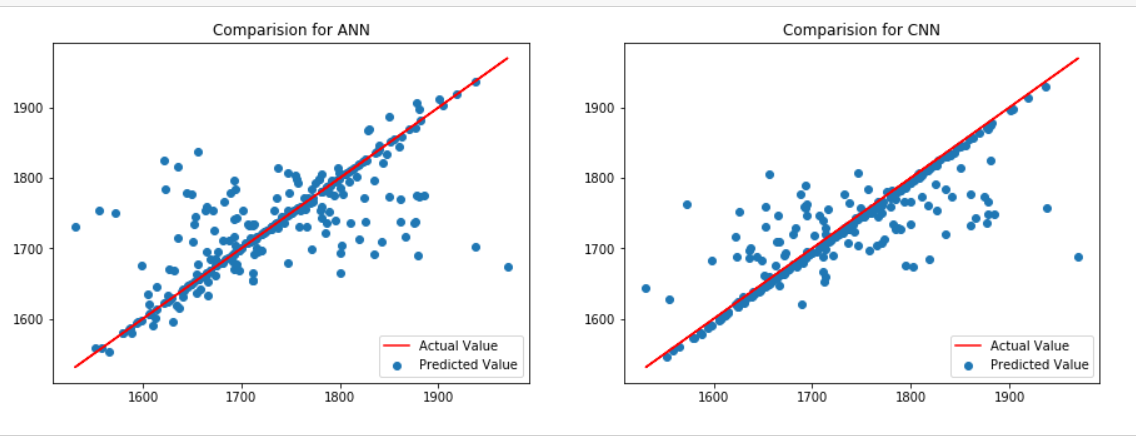 Comparision for ANN
1900
1800
1700
1600
1600 1700 1800 1900
Actual Value
Predicted Value
Comparision for CNN
1900
1800
1700
1600
1600 1700 1800 1900
Actual Value
Predicted Value